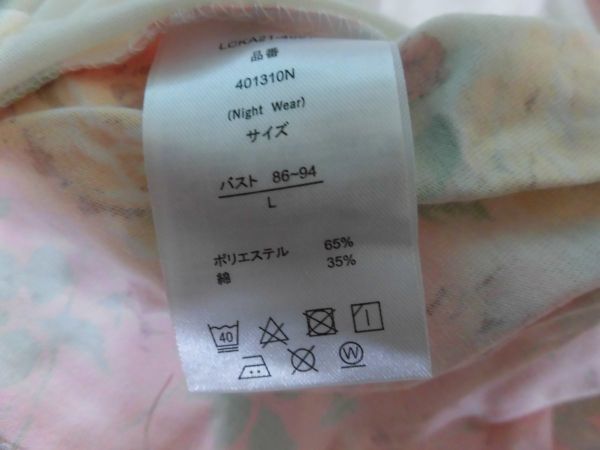 品番
401310N
(Night Wear)
サイズ
バスト 86~94
L
ポリエステル 65%
綿 35%
40
W